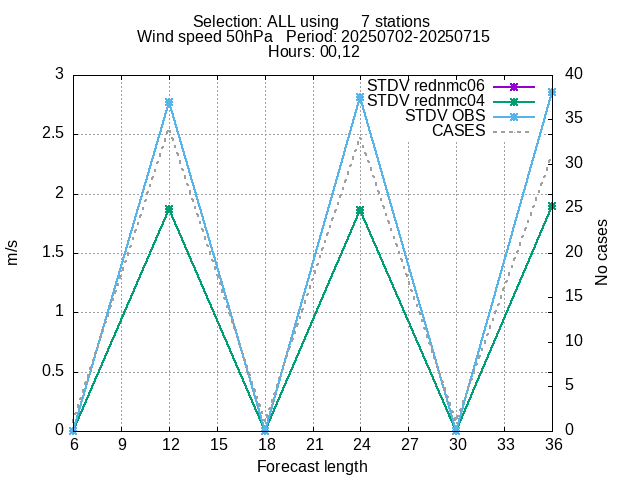 Selection: ALL using     7 stations
Wind speed 50hPa   Period: 20250702-20250715
Hours: 00,12
3
2.5
2
1.5
1
0.5
0
m/s
40
35
30
25
20
15
10
5
0
No cases
STDV rednmc06
STDV rednmc04
STDV OBS
CASES
6 9 12 15 18 21 24 27 30 33 36
Forecast length